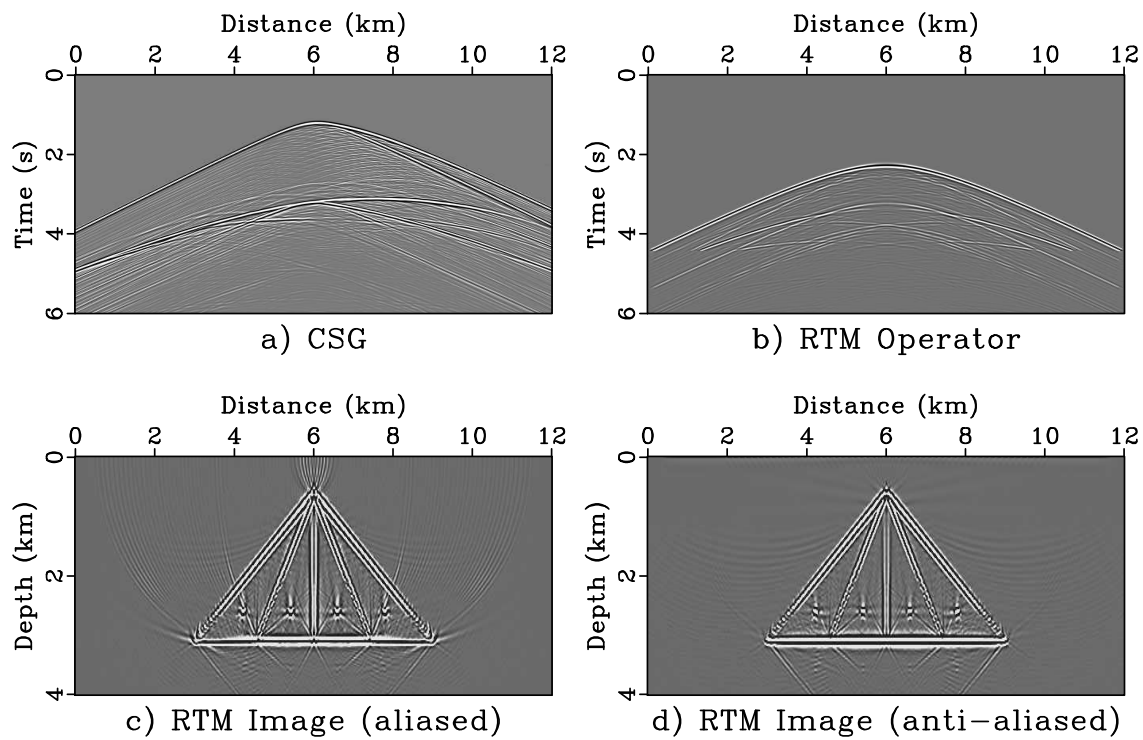 Distance (km)
0 2 4 6 8 10 12
Time (s)
0
2
4
6
a) CSG
Distance (km)
0 2 4 6 8 10 12
Time (s)
0
2
4
6
b) RTM Operator
Distance (km)
0 2 4 6 8 10 12
Depth (km)
0
2
4
c) RTM Image (aliased)
Distance (km)
0 2 4 6 8 10 12
Depth (km)
0
2
4
d) RTM Image (anti-aliased)